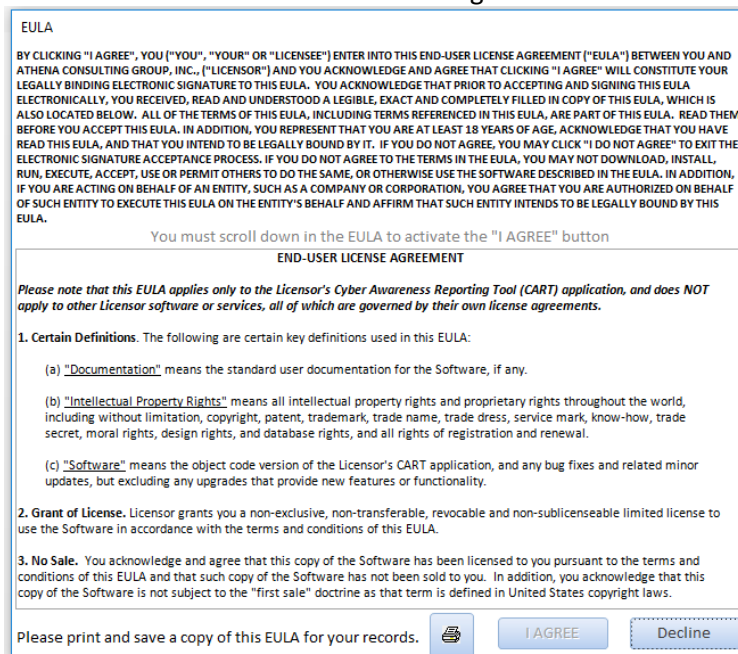 EULA
BY CLICKING "I AGREE", YOU ("YOU", "YOUR" OR "LICENSEE") ENTER INTO THIS END-USER LICENSE AGREEMENT ("EULA") BETWEEN YOU AND
ATHENA CONSULTING GROUP, INC., ("LICENSOR") AND YOU ACKNOWLEDGE AND AGREE THAT CLICKING "I AGREE" WILL CONSTITUTE YOUR
LEGALLY BINDING ELECTRONIC SIGNATURE TO THIS EULA. YOU ACKNOWLEDGE THAT PRIOR TO ACCEPTING AND SIGNING THIS EULA
ELECTRONICALLY, YOU RECEIVED, READ AND UNDERSTOOD A LEGIBLE, EXACT AND COMPLETELY FILLED IN COPY OF THIS EULA, WHICH IS
ALSO LOCATED BELOW. ALL OF THE TERMS OF THIS EULA, INCLUDING TERMS REFERENCED IN THIS EULA, ARE PART OF THIS EULA. READ THEM
BEFORE YOU ACCEPT THIS EULA. IN ADDITION, YOU REPRESENT THAT YOU ARE AT LEAST 18 YEARS OF AGE, ACKNOWLEDGE THAT YOU HAVE
READ THIS EULA, AND THAT YOU INTEND TO BE LEGALLY BOUND BY IT. IF YOU DO NOT AGREE, YOU MAY CLICK "I DO NOT AGREE" TO EXIT THE
ELECTRONIC SIGNATURE ACCEPTANCE PROCESS. IF YOU DO NOT AGREE TO THE TERMS IN THE EULA, YOU MAY NOT DOWNLOAD, INSTALL,
RUN, EXECUTE, ACCEPT, USE OR PERMIT OTHERS TO DO THE SAME, OR OTHERWISE USE THE SOFTWARE DESCRIBED IN THE EULA. IN ADDITION,
IF YOU ARE ACTING ON BEHALF OF AN ENTITY, SUCH AS A COMPANY OR CORPORATION, YOU AGREE THAT YOU ARE AUTHORIZED ON BEHALF
OF SUCH ENTITY TO EXECUTE THIS EULA ON THE ENTITY'S BEHALF AND AFFIRM THAT SUCH ENTITY INTENDS TO BE LEGALLY BOUND BY THIS
EULA.
You must scroll down in the EULA to activate the "I AGREE" button
END-USER LICENSE AGREEMENT
Please note that this EULA applies only to the Licensor's Cyber Awareness Reporting Tool (CART) application, and does NOT
apply to other Licensor software or services, all of which are governed by their own license agreements.
1. Certain Definitions. The following are certain key definitions used in this EULA:
(a) "Documentation" means the standard user documentation for the Software, if any.
(b) "Intellectual Property Rights" means all intellectual property rights and proprietary rights throughout the world,
including without limitation, copyright, patent, trademark, trade name, trade dress, service mark, know-how, trade
secret, moral rights, design rights, and database rights, and all rights of registration and renewal.
(c) "Software" means the object code version of the Licensor's CART application, and any bug fixes and related minor
updates, but excluding any upgrades that provide new features or functionality.
2. Grant of License. Licensor grants you a non-exclusive, non-transferable, revocable and non-sublicenseable limited license to
use the Software in accordance with the terms and conditions of this EULA.
3. No Sale. You acknowledge and agree that this copy of the Software has been licensed to you pursuant to the terms and
conditions of this EULA and that such copy of the Software has not been sold to you. In addition, you acknowledge that this
copy of the Software is not subject to the "first sale" doctrine as that term is defined in United States copyright laws.
Please print and save a copy of this EULA for your records.
I AGREE
Decline